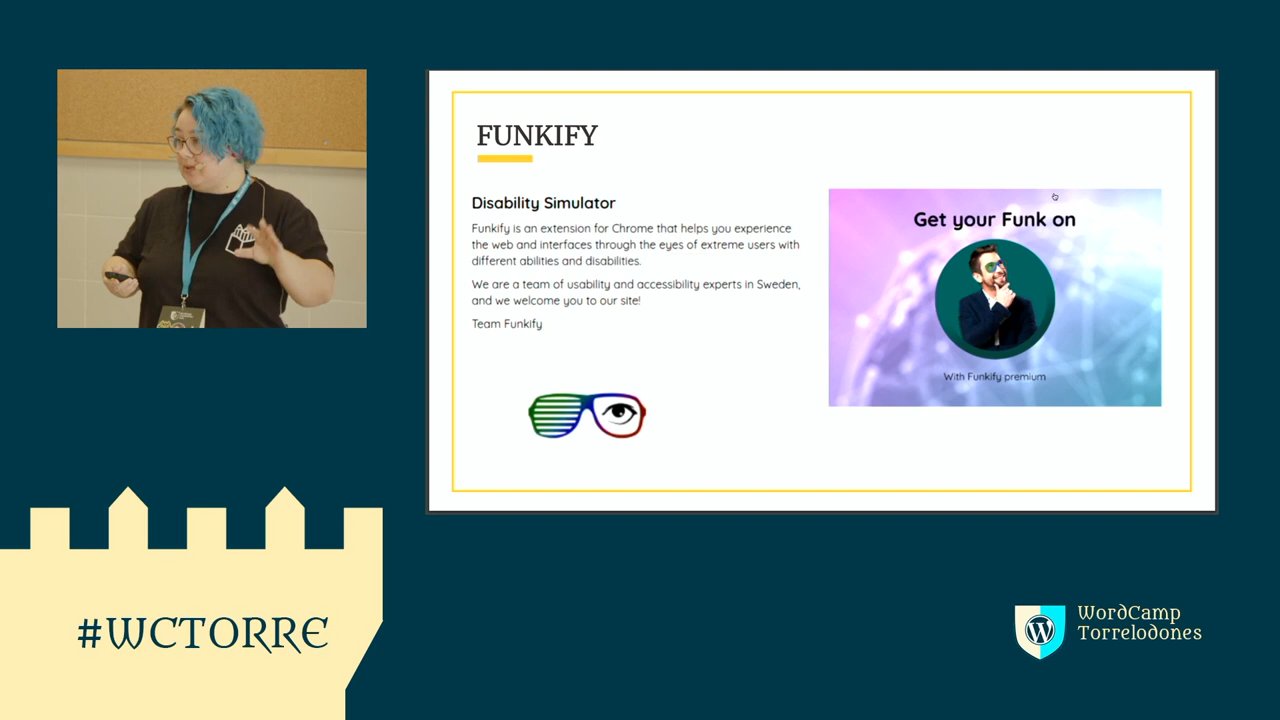 FUNKIFY
Disability Simulator
Funkify is an extension for Chrome that helps you experience
the web and interfaces through the eyes of extreme users with
different abilities and disabilities.
We are a team of usability and accessibility experts in Sweden,
and we welcome you to our site!
Team Funkify
Get your Funk on
With Funkify premium
#WCTORRE
WordCamp
Torrelodones